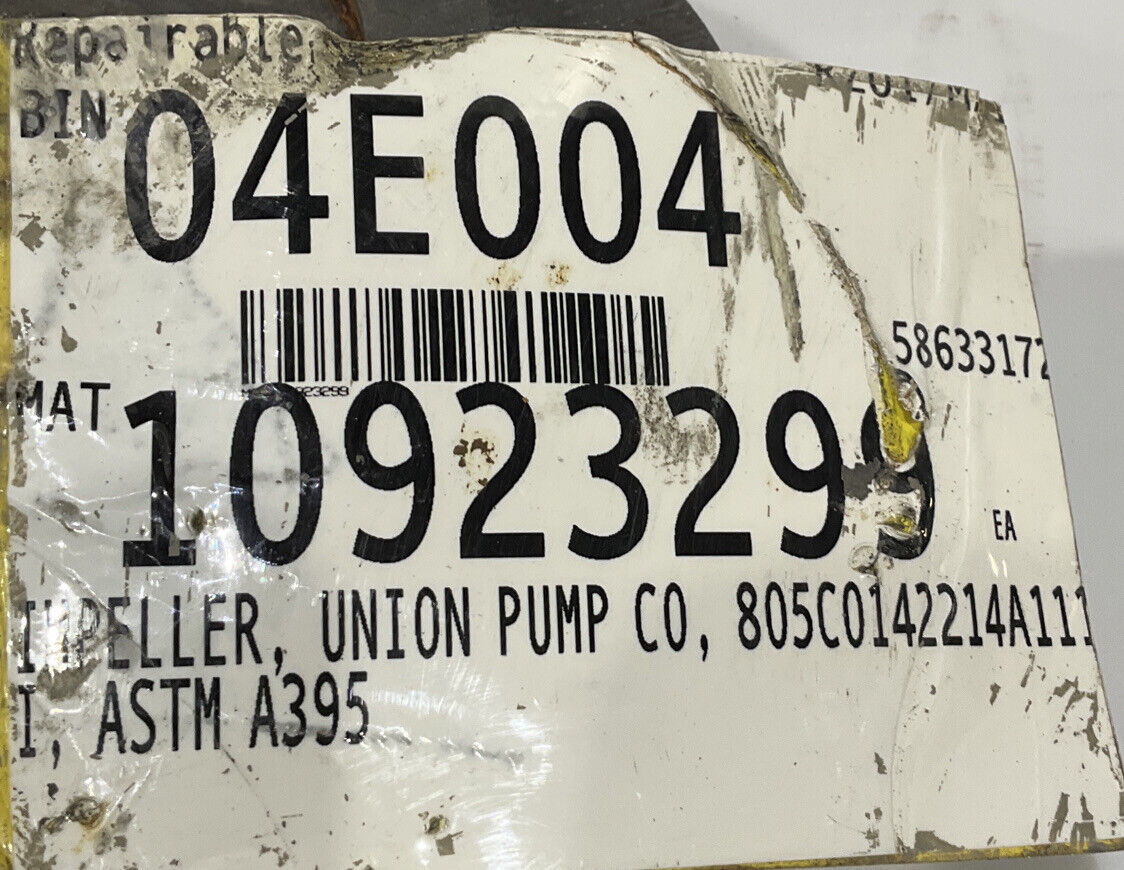 Repairable
BIN 04E004
58633172
MAT 10923299
EA
IMPELLER, UNION PUMP CO, 805C0142214A111
I, ASTM A395